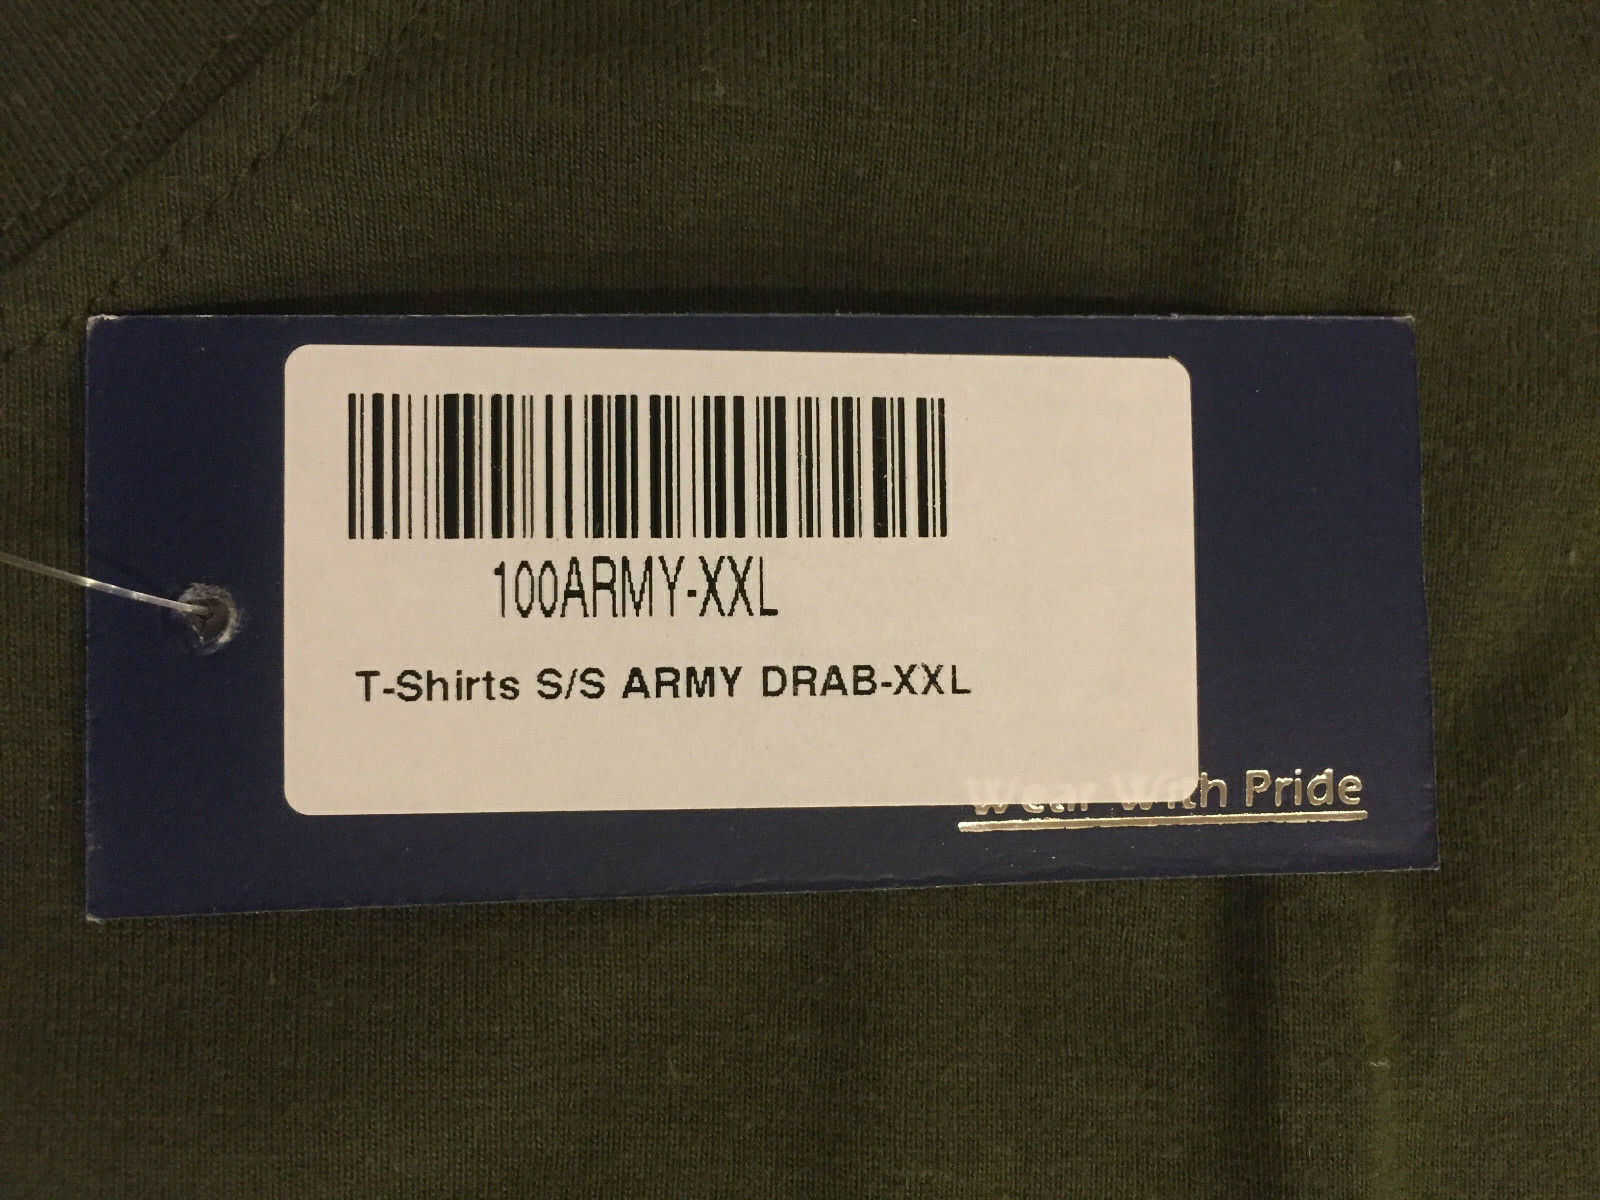 100ARMY-XXL
T-Shirts S/S ARMY DRAB-XXL
Wear With Pride